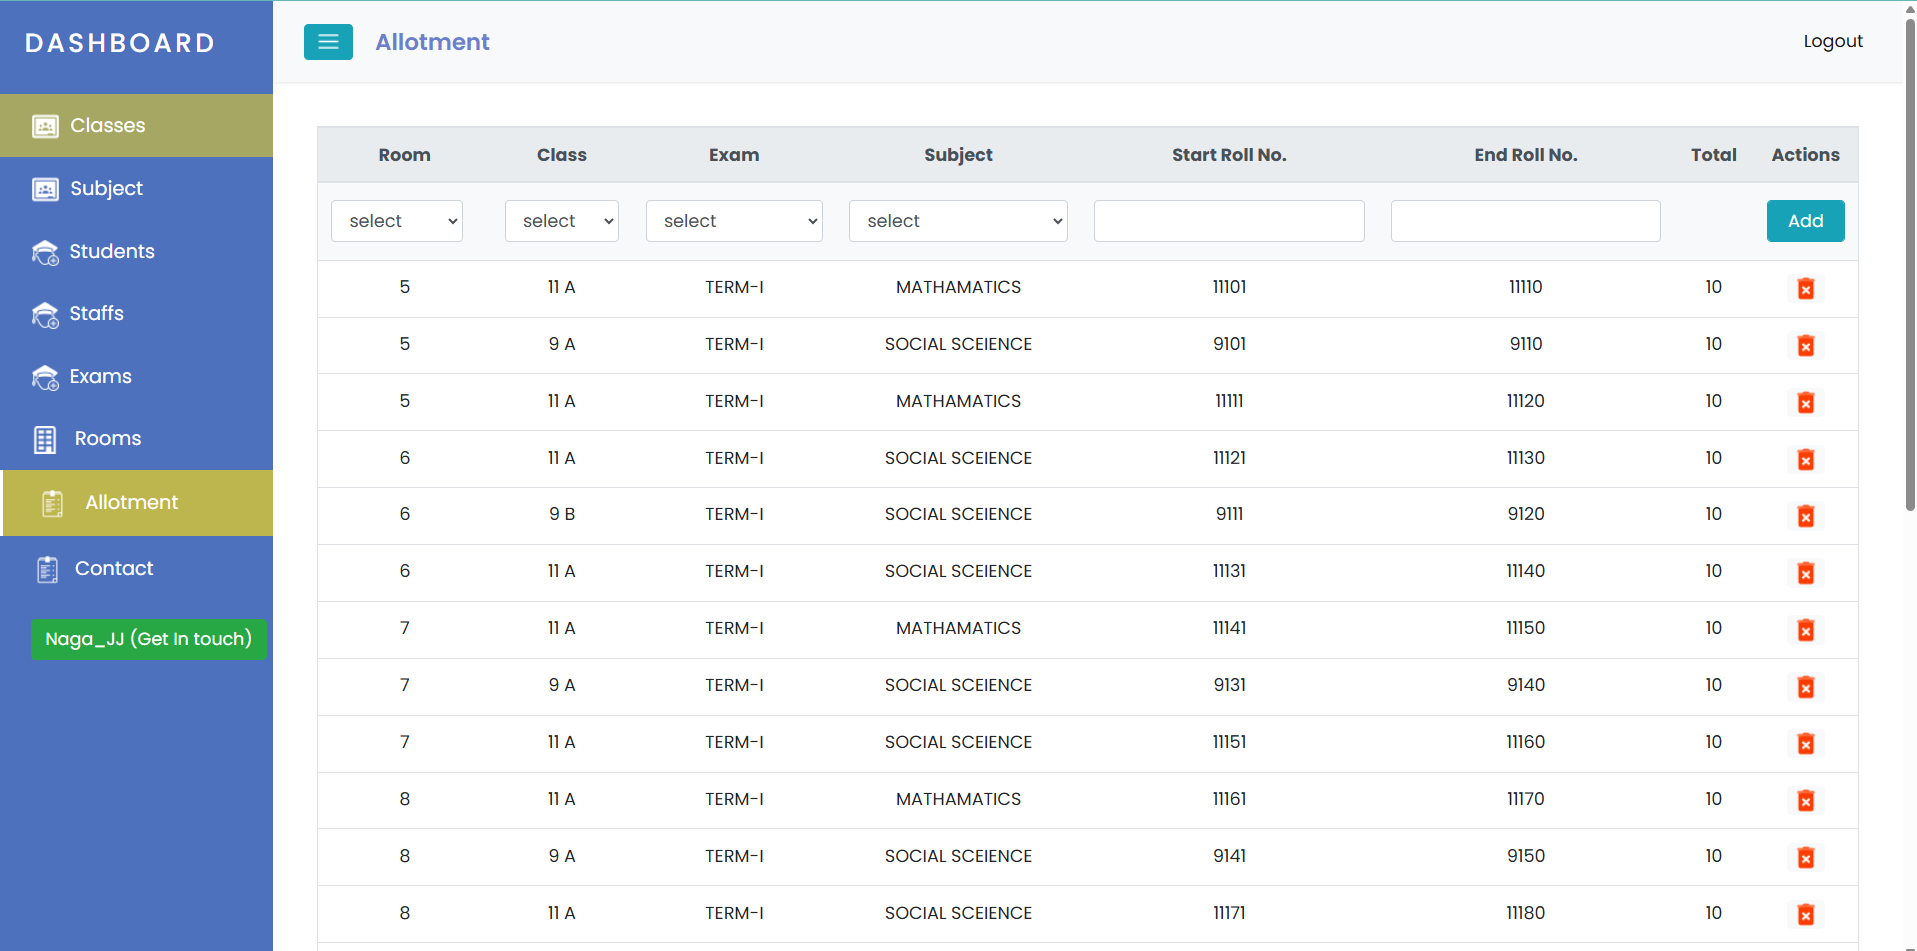 DASHBOARD
Classes
Subject
Students
Staffs
Exams
Rooms
Allotment
Contact
Naga_JJ (Get In touch)
Allotment
Logout
Room Class Exam Subject Start Roll No. End Roll No. Total Actions
select select select select Add
5 11 A TERM-I MATHAMATICS 11101 11110 10
5 9 A TERM-I SOCIAL SCEIENCE 9101 9110 10
5 11 A TERM-I MATHAMATICS 11111 11120 10
6 11 A TERM-I SOCIAL SCEIENCE 11121 11130 10
6 9 B TERM-I SOCIAL SCEIENCE 9111 9120 10
6 11 A TERM-I SOCIAL SCEIENCE 11131 11140 10
7 11 A TERM-I MATHAMATICS 11141 11150 10
7 9 A TERM-I SOCIAL SCEIENCE 9131 9140 10
7 11 A TERM-I SOCIAL SCEIENCE 11151 11160 10
8 11 A TERM-I MATHAMATICS 11161 11170 10
8 9 A TERM-I SOCIAL SCEIENCE 9141 9150 10
8 11 A TERM-I SOCIAL SCEIENCE 11171 11180 10